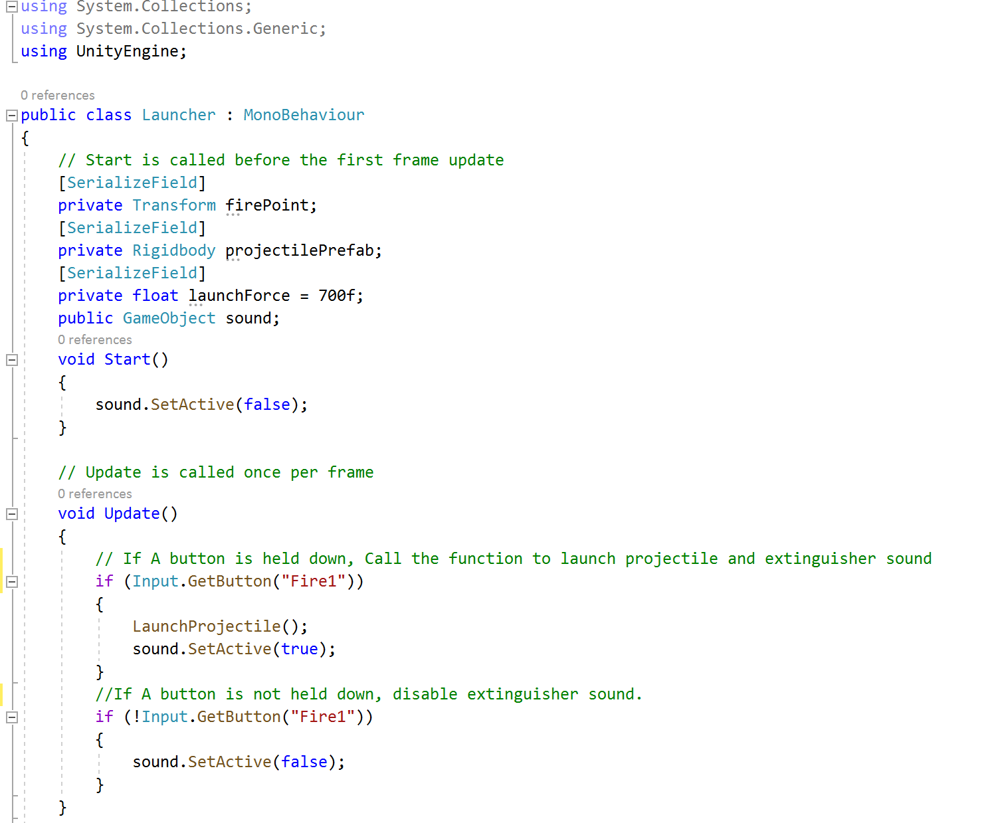 using System.Collections;
using System.Collections.Generic;
using UnityEngine;
0 references
public class Launcher : MonoBehaviour
{
// Start is called before the first frame update
[SerializeField]
private Transform firePoint;
[SerializeField]
private Rigidbody projectilePrefab;
[SerializeField]
private float launchForce = 700f;
public GameObject sound;
0 references
void Start()
{
sound.SetActive(false);
}
// Update is called once per frame
0 references
void Update()
{
// If A button is held down, Call the function to launch projectile and extinguisher sound
if (Input.GetButton("Fire1"))
{
LaunchProjectile();
sound.SetActive(true);
}
//If A button is not held down, disable extinguisher sound.
if (!Input.GetButton("Fire1"))
{
sound.SetActive(false);
}
}